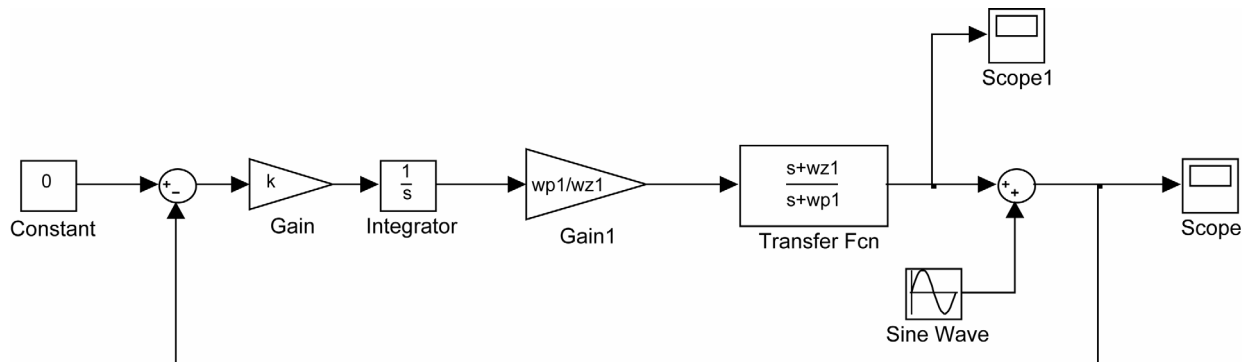 Scope1
0
Constant
+
−
k
Gain
1
s
Integrator
wp1/wz1
Gain1
s+wz1
s+wp1
Transfer Fcn
+
+
Scope
Sine Wave